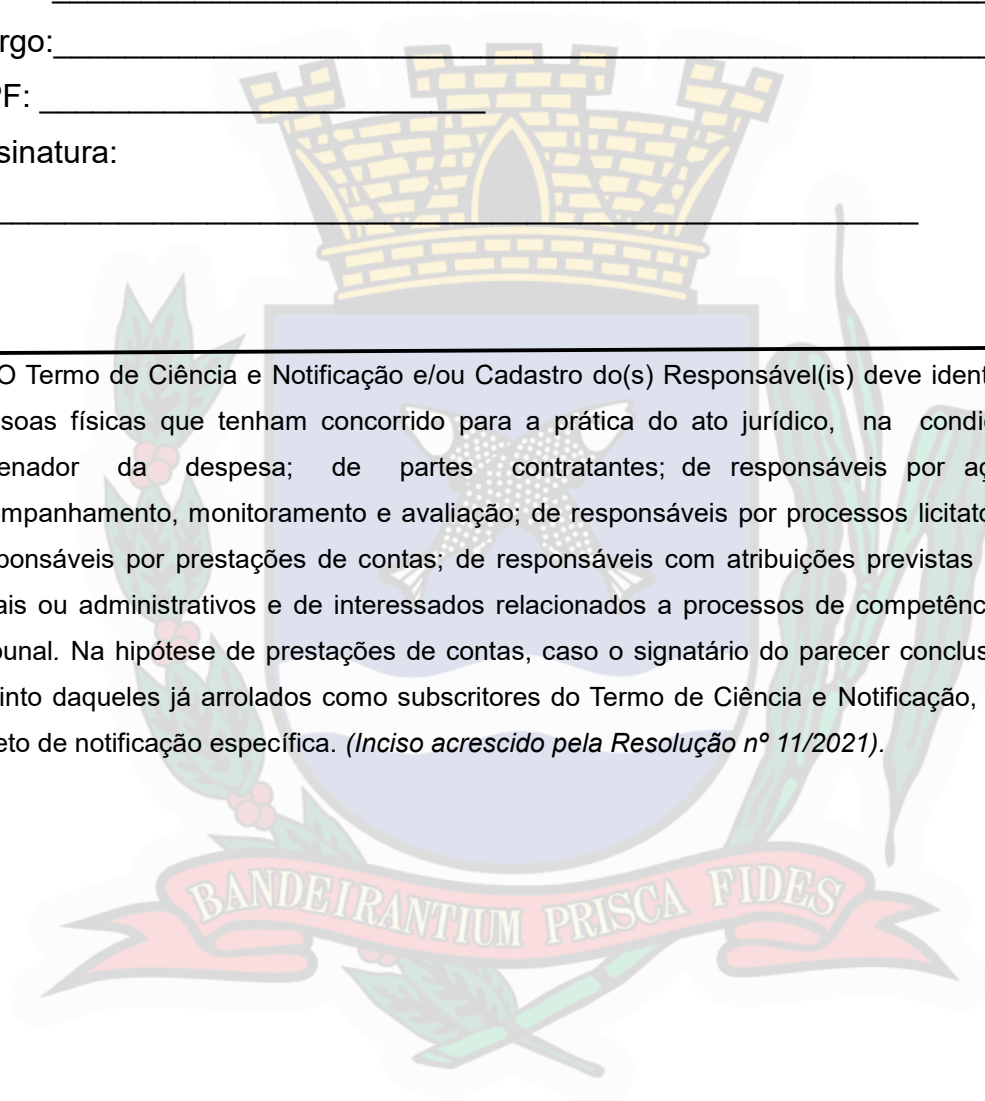 rgo:
PF:
sinatura:
O Termo de Ciência e Notificação e/ou Cadastro do(s) Responsável(is) deve ident
soas físicas que tenham concorrido para a prática do ato jurídico, na condi
enador da despesa; de partes contratantes; de responsáveis por aç
mpanhamento, monitoramento e avaliação; de responsáveis por processos licitató
ponsáveis por prestações de contas; de responsáveis com atribuições previstas
ais ou administrativos e de interessados relacionados a processos de competênc
bunal. Na hipótese de prestações de contas, caso o signatário do parecer conclus
into daqueles já arrolados como subscritores do Termo de Ciência e Notificação,
eto de notificação específica. (Inciso acrescido pela Resolução nº 11/2021).
BANDEIRANTIUM PRISCA FIDES